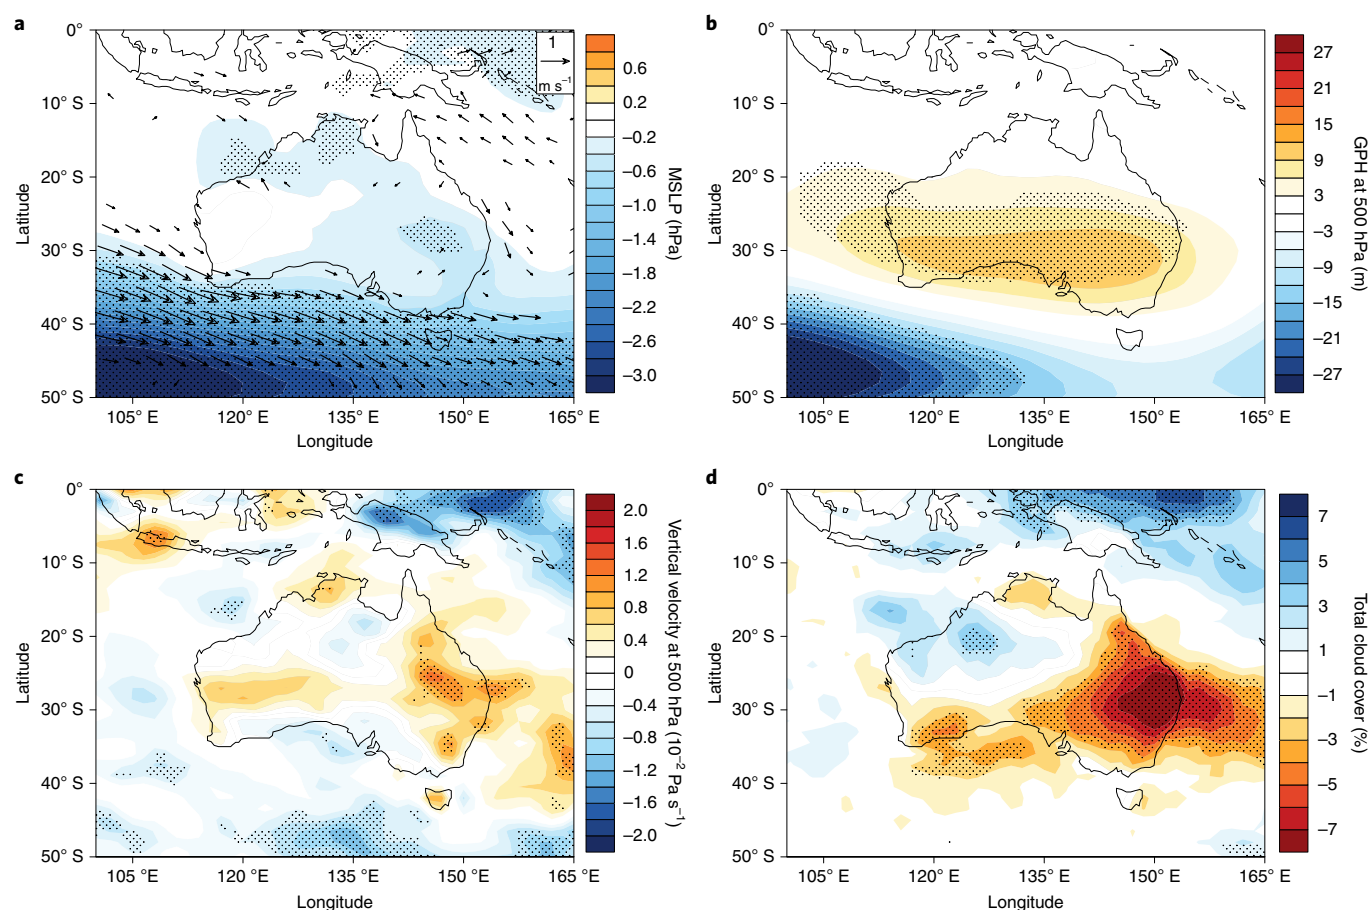 a
0°
10° S
20° S
30° S
40° S
50° S
Latitude
105° E
120° E
135° E
150° E
165° E
Longitude
1
m s⁻¹
0.6
0.2
−0.2
−0.6
−1.0
−1.4
−1.8
−2.2
−2.6
−3.0
MSLP (hPa)
b
0°
10° S
20° S
30° S
40° S
50° S
Latitude
105° E
120° E
135° E
150° E
165° E
Longitude
27
21
15
9
3
−3
−9
−15
−21
−27
GPH at 5000 hPa (m)
c
0°
10° S
20° S
30° S
40° S
50° S
Latitude
105 °E
120 °E
135 °E
150 °E
165 °E
Longitude
2.0
1.6
1.2
0.8
0.4
0
−0.4
−0.8
−1.2
−1.6
−2.0
Vertical velocity at 500 hPa (10⁻² Pa s⁻¹)
d
0°
10° S
20° S
30° S
40° S
50° S
Latitude
105° E
120° E
135° E
150° E
165° E
Longitude
7
5
3
1
−1
−3
−5
−7
Total cloud cover (%)